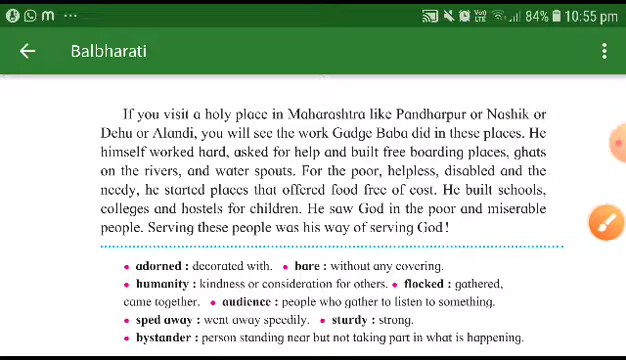 84% 10:55 pm
Balbharati
If you visit a holy place in Maharashtra like Pandharpur or Nashik or
Dehu or Alandi, you will see the work Gadge Baba did in these places. He
himself worked hard, asked for help and built free boarding places, ghats
on the rivers, and water spouts. For the poor, helpless, disabled and the
needy, he started places that offered food free of cost. He built schools,
colleges and hostels for children. He saw God in the poor and miserable
people. Serving these people was his way of serving God!
• adorned : decorated with. • bare : without any covering.
• humanity : kindness or consideration for others. • flocked : gathered,
came together. • audience : people who gather to listen to something.
• sped away : went away speedily. • sturdy : strong.
• bystander : person standing near but not taking part in what is happening.